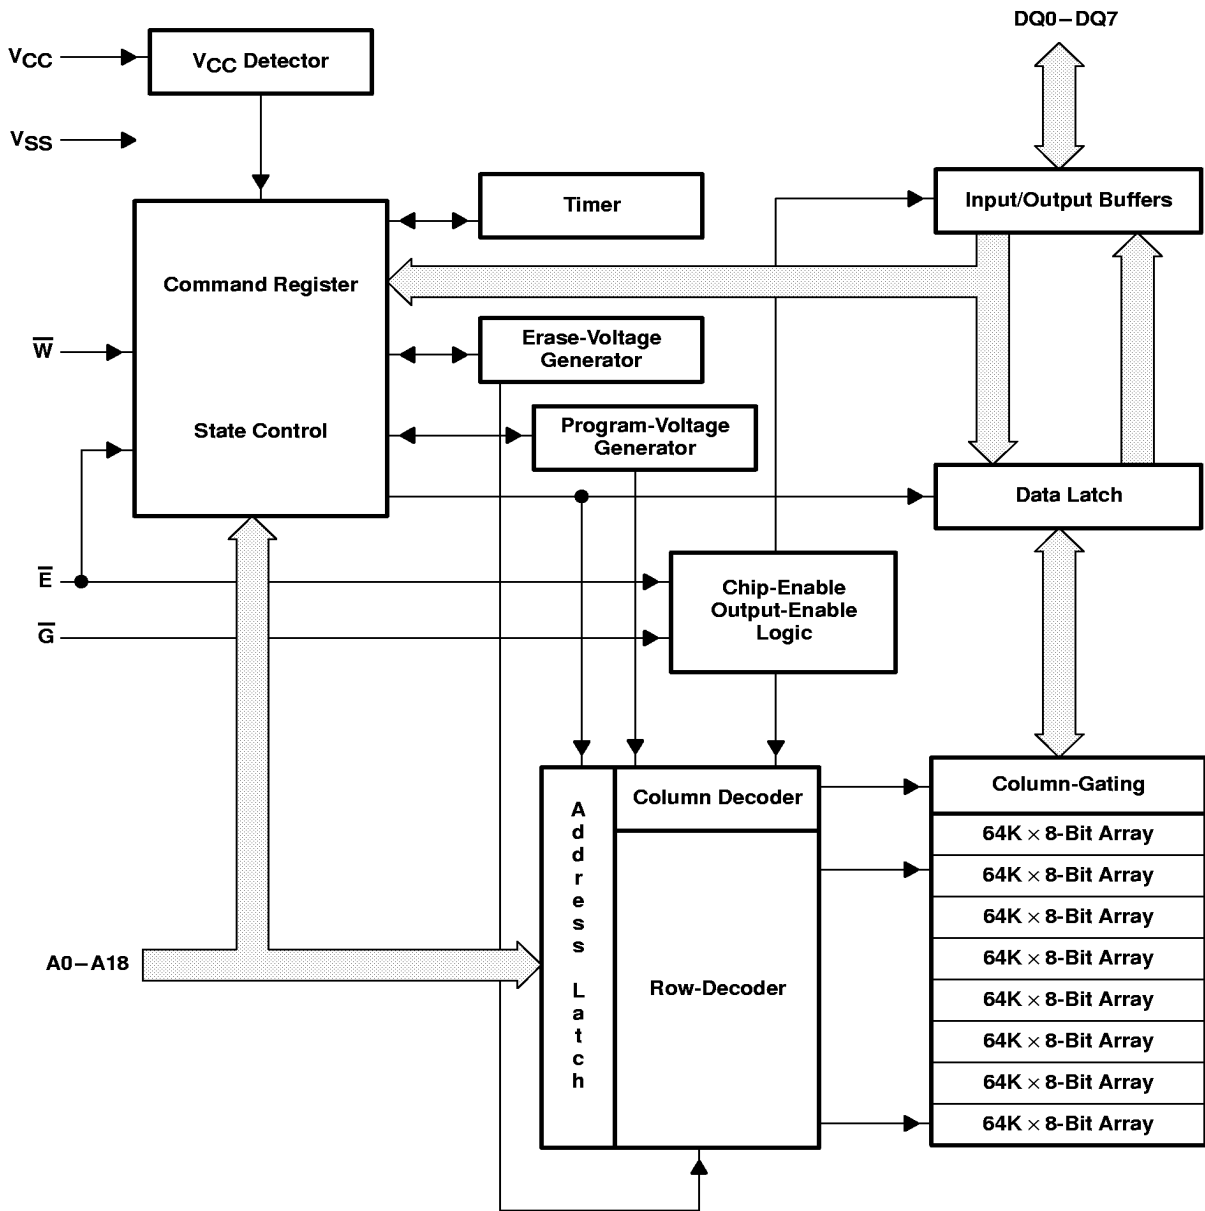 DQ0–DQ7
VCC
VCC Detector
VSS
Timer
Input/Output Buffers
Command Register
W̅
Erase-Voltage
Generator
State Control
Program-Voltage
Generator
Data Latch
E̅
Chip-Enable
Output-Enable
Logic
G̅
Address Latch
Column Decoder
Column-Gating
64K × 8-Bit Array
64K × 8-Bit Array
64K × 8-Bit Array
64K × 8-Bit Array
64K × 8-Bit Array
64K × 8-Bit Array
64K × 8-Bit Array
64K × 8-Bit Array
A0–A18
Row-Decoder